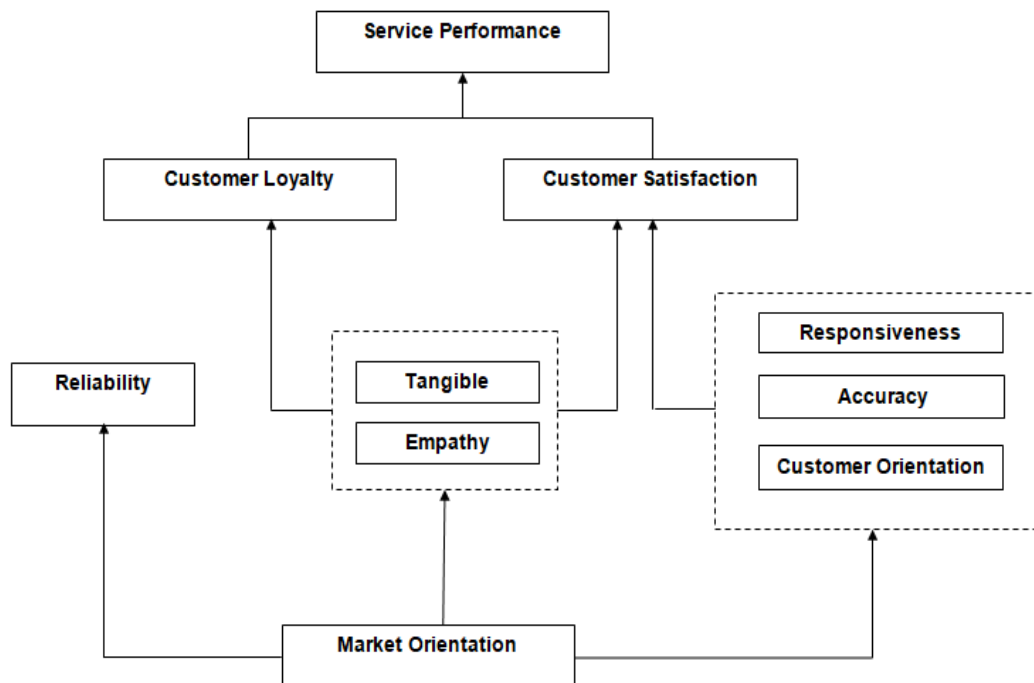 Service Performance
Customer Loyalty
Customer Satisfaction
Responsiveness
Reliability
Tangible
Accuracy
Empathy
Customer Orientation
Market Orientation